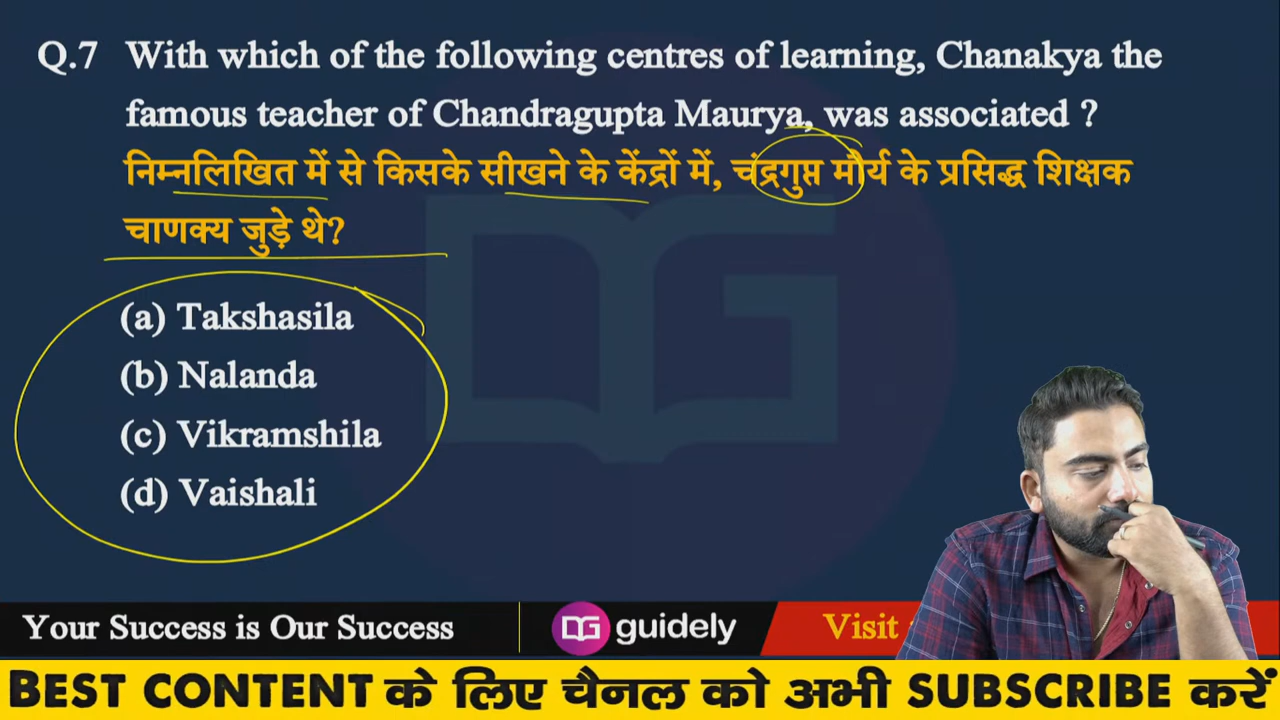 Q.7 With which of the following centres of learning, Chanakya the
famous teacher of Chandragupta Maurya, was associated ?
निम्नलिखित में से किसके सीखने के केंद्रों में, चंद्रगुप्त मौर्य के प्रसिद्ध शिक्षक
चाणक्य जुड़े थे?
(a) Takshasila
(b) Nalanda
(c) Vikramshila
(d) Vaishali
Your Success is Our Success
DG guidely
Visit
BEST CONTENT के लिए चैनल को अभी SUBSCRIBE करें